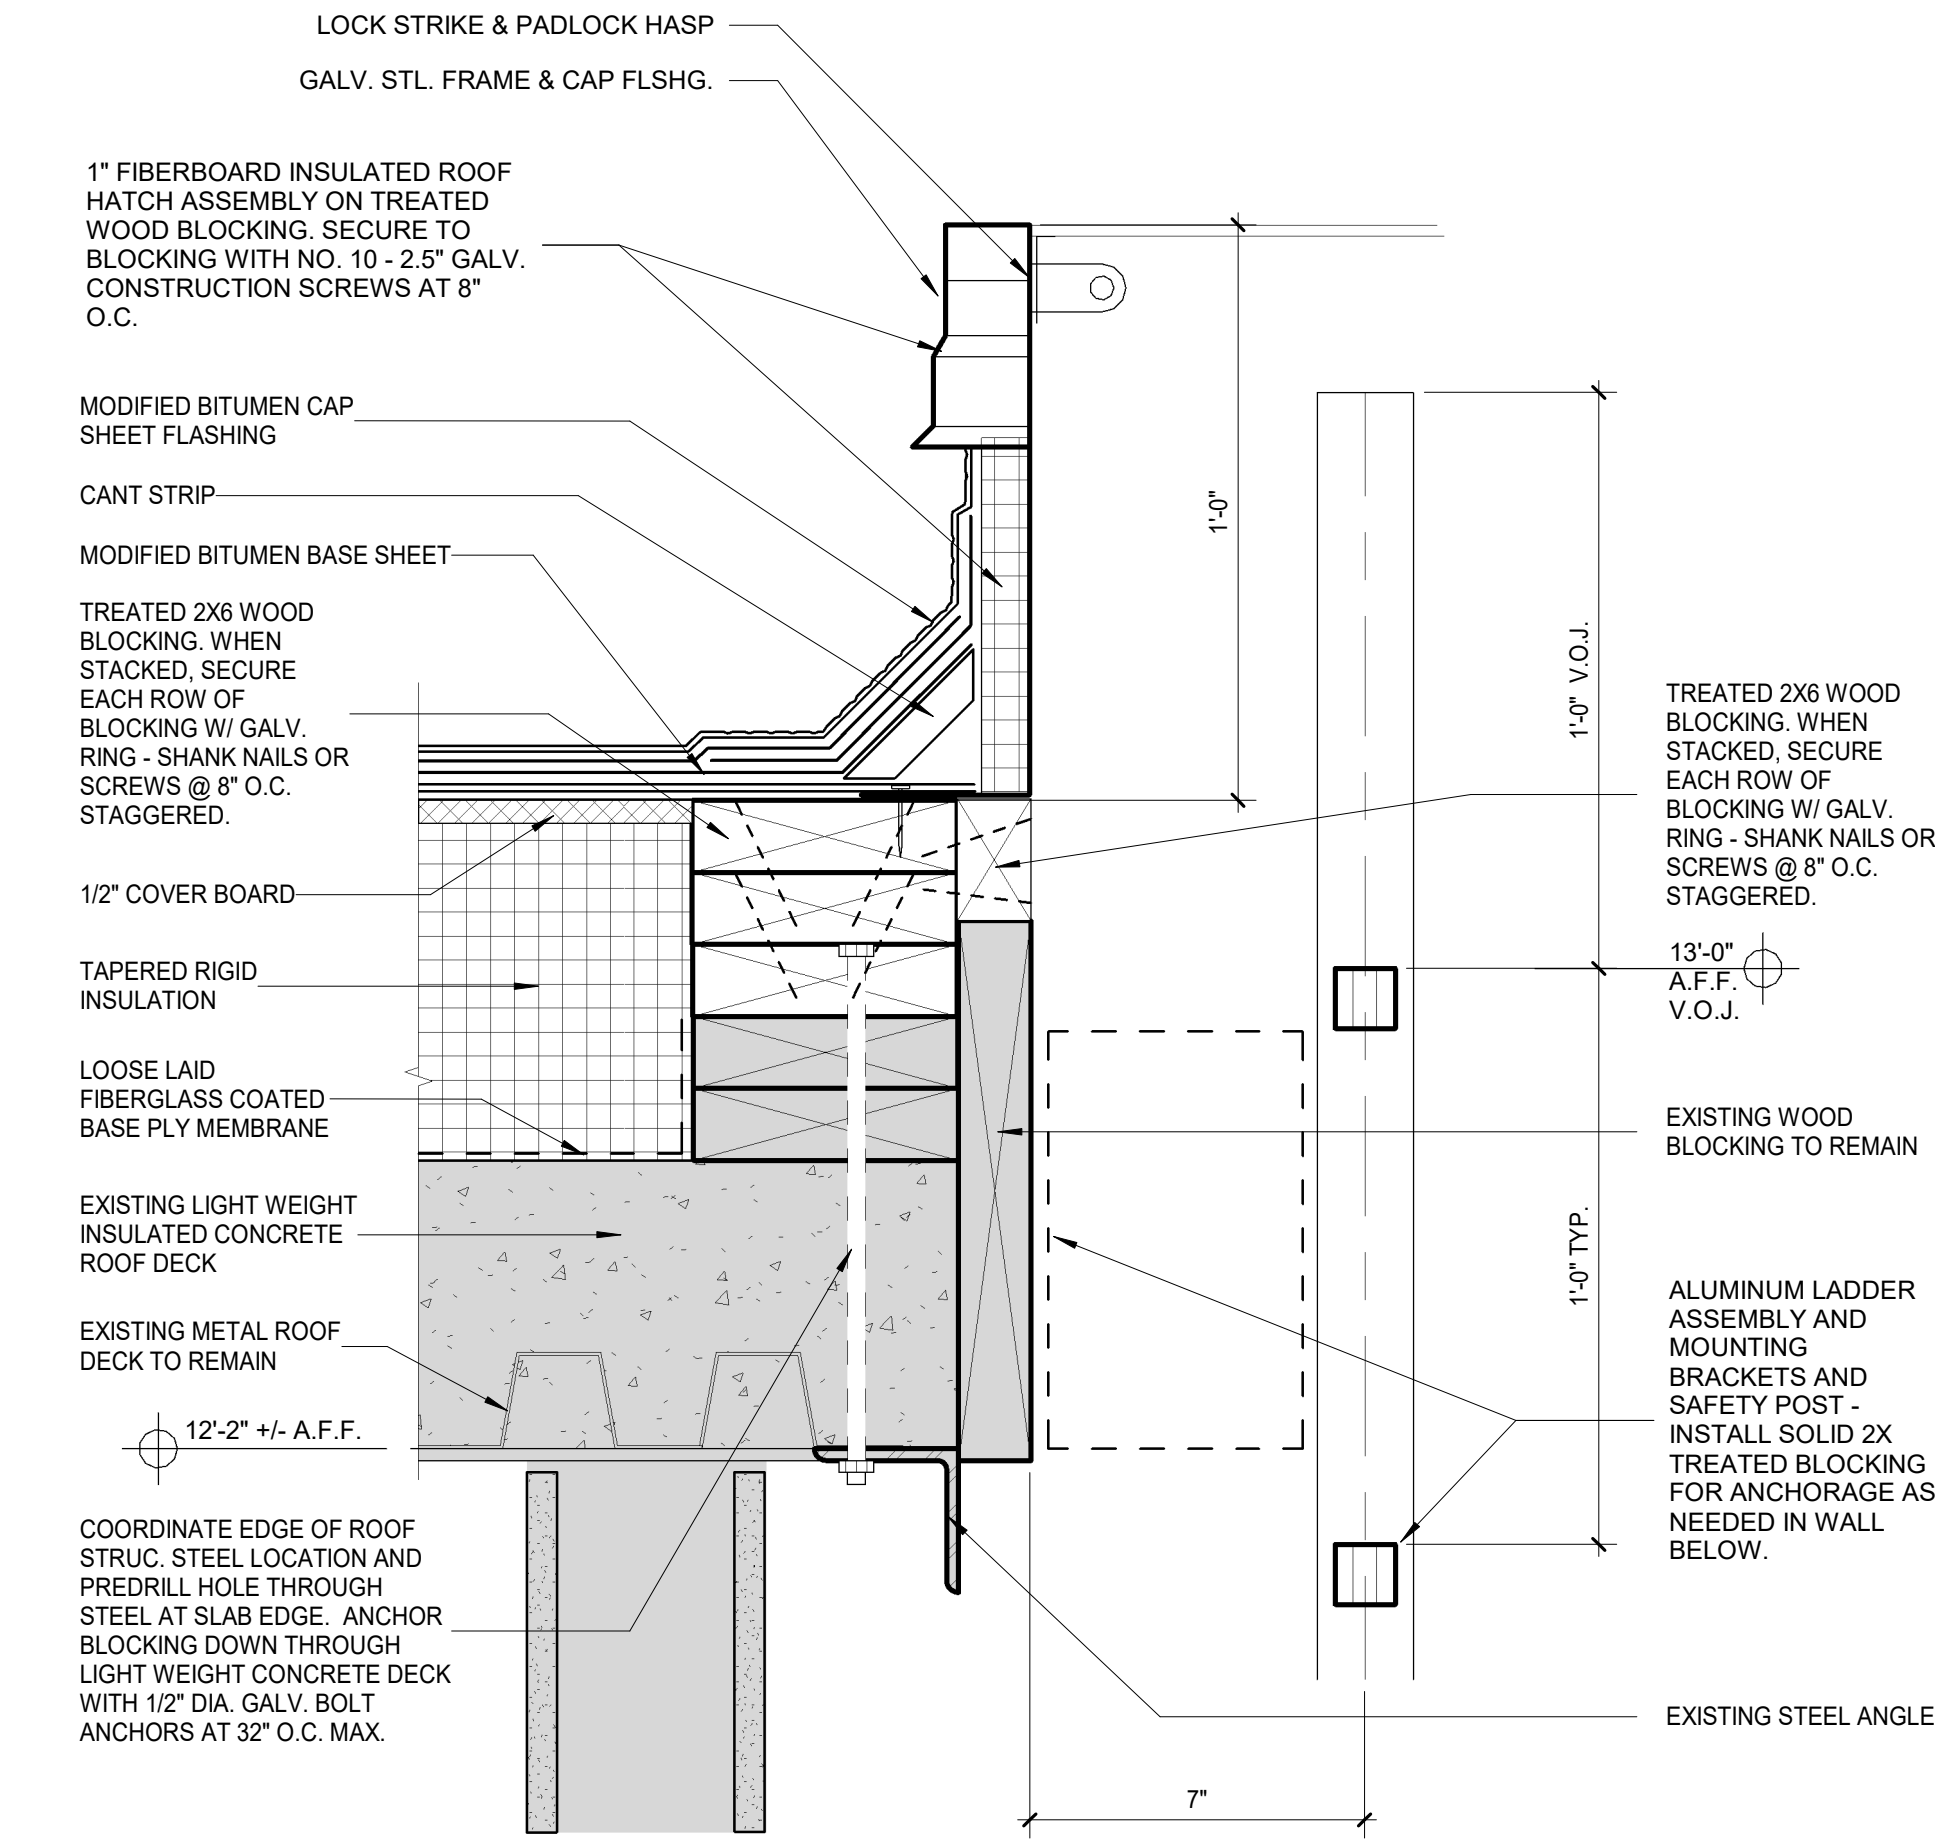 LOCK STRIKE & PADLOCK HASP
GALV. STL. FRAME & CAP FLSHG.
1" FIBERBOARD INSULATED ROOF
HATCH ASSEMBLY ON TREATED
WOOD BLOCKING. SECURE TO
BLOCKING WITH NO. 10 - 2.5" GALV.
CONSTRUCTION SCREWS AT 8"
O.C.
MODIFIED BITUMEN CAP
SHEET FLASHING
CANT STRIP
MODIFIED BITUMEN BASE SHEET
TREATED 2X6 WOOD
BLOCKING. WHEN
STACKED, SECURE
EACH ROW OF
BLOCKING W/ GALV.
RING - SHANK NAILS OR
SCREWS @ 8" O.C.
STAGGERED.
1/2" COVER BOARD
TAPERED RIGID
INSULATION
LOOSE LAID
FIBERGLASS COATED
BASE PLY MEMBRANE
EXISTING LIGHT WEIGHT
INSULATED CONCRETE
ROOF DECK
EXISTING METAL ROOF
DECK TO REMAIN
12'-2" +/- A.F.F.
COORDINATE EDGE OF ROOF
STRUC. STEEL LOCATION AND
PREDRILL HOLE THROUGH
STEEL AT SLAB EDGE. ANCHOR
BLOCKING DOWN THROUGH
LIGHT WEIGHT CONCRETE DECK
WITH 1/2" DIA. GALV. BOLT
ANCHORS AT 32" O.C. MAX.
1'-0"
1'-0" V.O.J.
1'-0" TYP.
7"
TREATED 2X6 WOOD
BLOCKING. WHEN
STACKED, SECURE
EACH ROW OF
BLOCKING W/ GALV.
RING - SHANK NAILS OR
SCREWS @ 8" O.C.
STAGGERED.
13'-0"
A.F.F.
V.O.J.
EXISTING WOOD
BLOCKING TO REMAIN
ALUMINUM LADDER
ASSEMBLY AND
MOUNTING
BRACKETS AND
SAFETY POST -
INSTALL SOLID 2X
TREATED BLOCKING
FOR ANCHORAGE AS
NEEDED IN WALL
BELOW.
EXISTING STEEL ANGLE